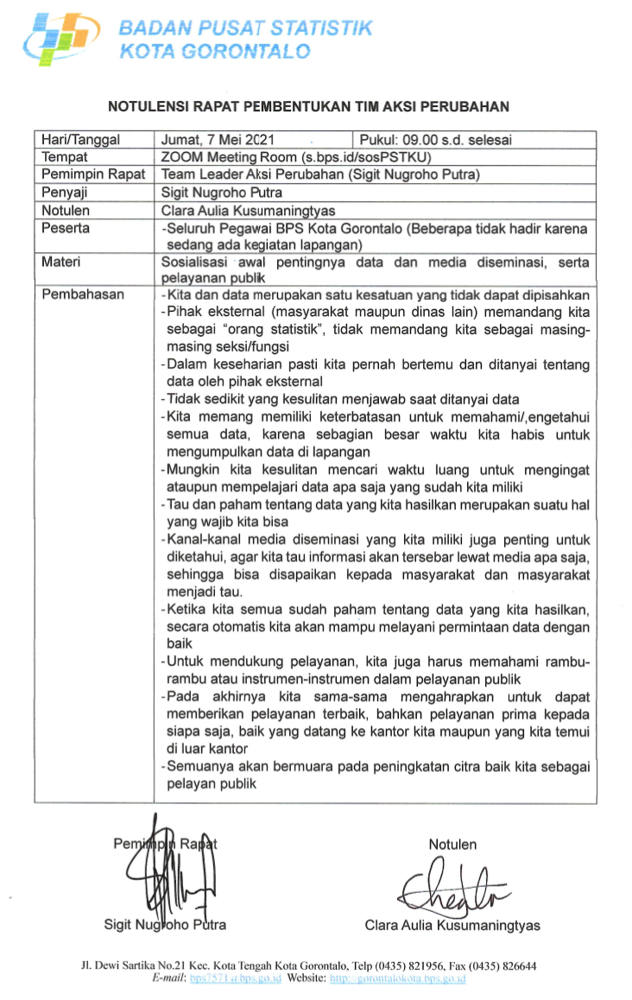 BADAN PUSAT STATISTIK
KOTA GORONTALO
NOTULENSI RAPAT PEMBENTUKAN TIM AKSI PERUBAHAN
Hari/Tanggal Jumat, 7 Mei 2021 Pukul: 09.00 s.d. selesai
Tempat ZOOM Meeting Room (s.bps.id/sosPSTKU)
Pemimpin Rapat Team Leader Aksi Perubahan (Sigit Nugroho Putra)
Penyaji Sigit Nugroho Putra
Notulen Clara Aulia Kusumaningtyas
Peserta -Seluruh Pegawai BPS Kota Gorontalo (Beberapa tidak hadir karena
sedang ada kegiatan lapangan)
Materi Sosialisasi awal pentingnya data dan media diseminasi, serta
pelayanan publik
Pembahasan -Kita dan data merupakan satu kesatuan yang tidak dapat dipisahkan
-Pihak eksternal (masyarakat maupun dinas lain) memandang kita
sebagai “orang statistik”, tidak memandang kita sebagai masing-
masing seksi/fungsi
-Dalam keseharian pasti kita pernah bertemu dan ditanyai tentang
data oleh pihak eksternal
-Tidak sedikit yang kesulitan menjawab saat ditanyai data
-Kita memang memiliki keterbatasan untuk memahami/,engetahui
semua data, karena sebagian besar waktu kita habis untuk
mengumpulkan data di lapangan
-Mungkin kita kesulitan mencari waktu luang untuk mengingat
ataupun mempelajari data apa saja yang sudah kita miliki
-Tau dan paham tentang data yang kita hasilkan merupakan suatu hal
yang wajib kita bisa
-Kanal-kanal media diseminasi yang kita miliki juga penting untuk
diketahui, agar kita tau informasi akan tersebar lewat media apa saja,
sehingga bisa disapaikan kepada masyarakat dan masyarakat
menjadi tau.
-Ketika kita semua sudah paham tentang data yang kita hasilkan,
secara otomatis kita akan mampu melayani permintaan data dengan
baik
-Untuk mendukung pelayanan, kita juga harus memahami rambu-
rambu atau instrumen-instrumen dalam pelayanan publik
-Pada akhirnya kita sama-sama mengahrapkan untuk dapat
memberikan pelayanan terbaik, bahkan pelayanan prima kepada
siapa saja, baik yang datang ke kantor kita maupun yang kita temui
di luar kantor
-Semuanya akan bermuara pada peningkatan citra baik kita sebagai
pelayan publik
Pemimpin Rapat Notulen
Sigit Nugroho Putra Clara Aulia Kusumaningtyas
Jl. Dewi Sartika No.21 Kec. Kota Tengah Kota Gorontalo, Telp (0435) 821956, Fax (0435) 826644
E-mail: bps7571@bps.go.id Website: http://gorontalokota.bps.go.id